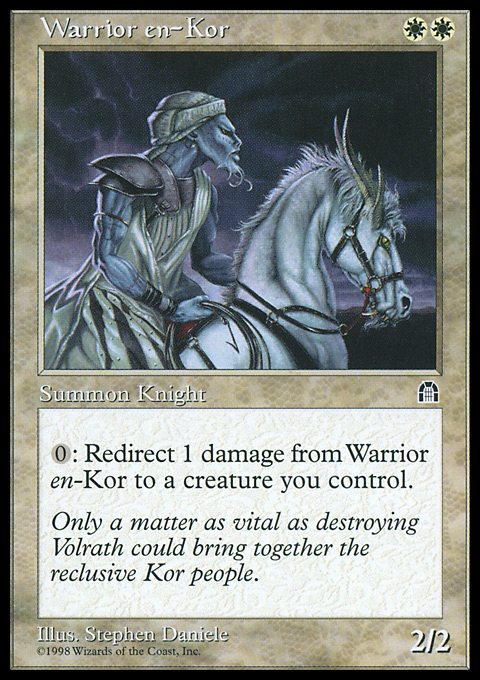 Warrior en-Kor
Summon Knight
0: Redirect 1 damage from Warrior
en-Kor to a creature you control.
Only a matter as vital as destroying
Volrath could bring together the
reclusive Kor people.
Illus. Stephen Daniele
2/2
©1998 Wizards of the Coast, Inc.